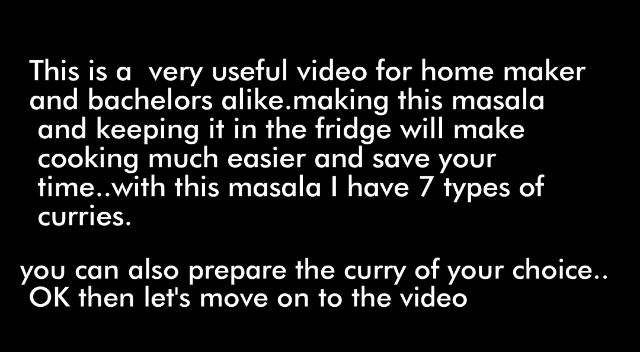 This is a  very useful video for home maker
and bachelors alike.making this masala
and keeping it in the fridge will make
cooking much easier and save your
time..with this masala I have 7 types of
curries.
you can also prepare the curry of your choice..
OK then let's move on to the video